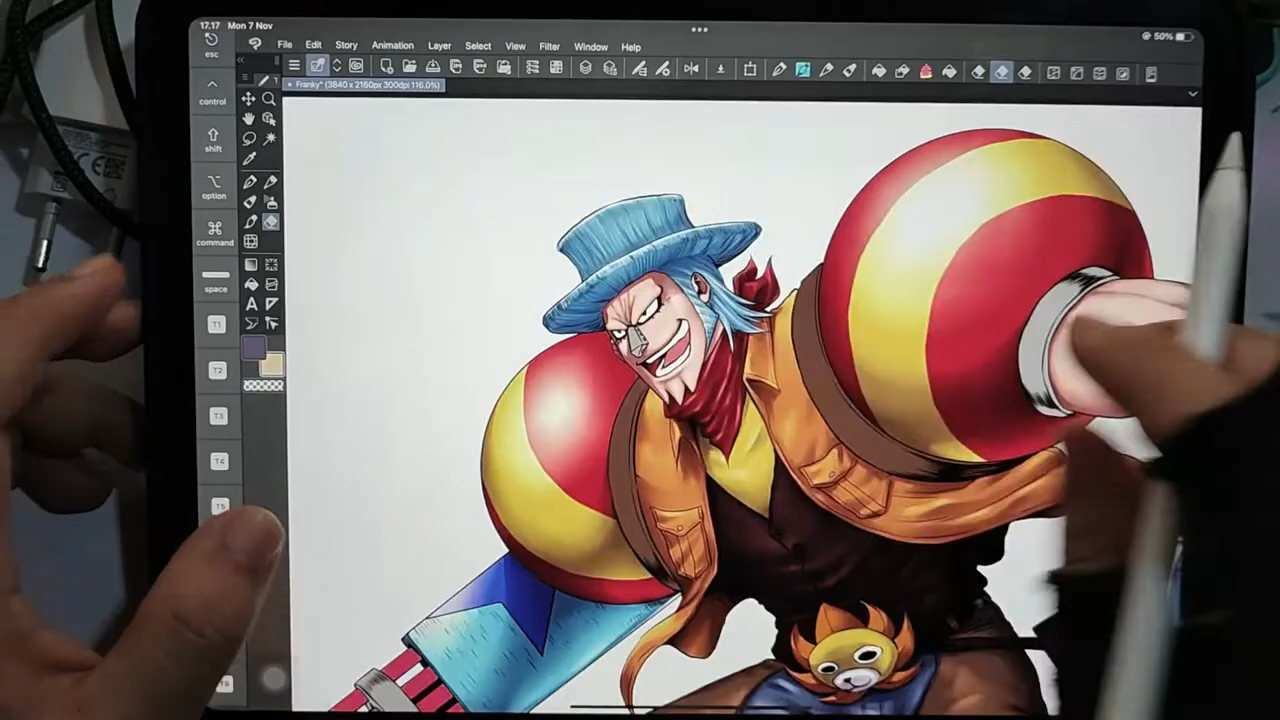 17.17 Mon 7 Nov
50%
esc
File Edit Story Animation Layer Select View Filter Window Help
Franky* (3840 x 2160px 300dpi 116.0%)
control
shift
option
command
space
T1
T2
T3
T4
T5